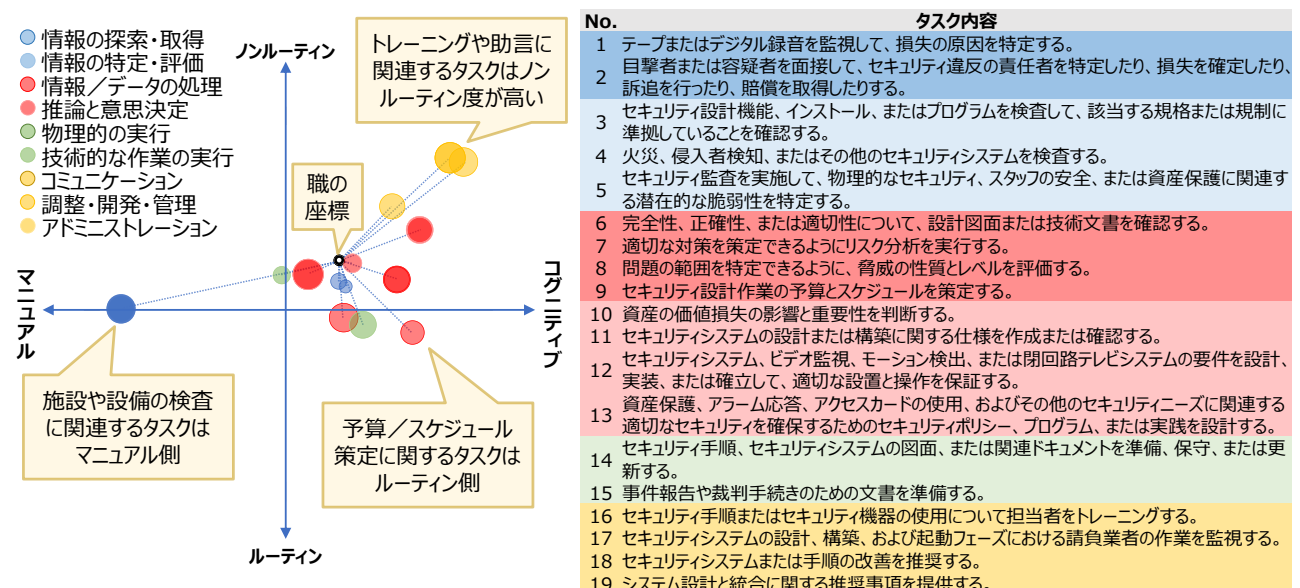 情報の探索・取得
情報の特定・評価
情報／データの処理
推論と意思決定
物理的の実行
技術的な作業の実行
コミュニケーション
調整・開発・管理
アドミニストレーション
ノンルーティン
トレーニングや助言に
関連するタスクはノン
ルーティン度が高い
職の
座標
マニュアル
コグニティブ
施設や設備の検査
に関連するタスクは
マニュアル側
予算／スケジュール
策定に関するタスクは
ルーティン側
ルーティン
No. タスク内容
1 テープまたはデジタル録音を監視して、損失の原因を特定する。
2 目撃者または容疑者を面接して、セキュリティ違反の責任者を特定したり、損失を確定したり、
訴追を行ったり、賠償を取得したりする。
3 セキュリティ設計機能、インストール、またはプログラムを検査して、該当する規格または規制に
準拠していることを確認する。
4 火災、侵入者検知、またはその他のセキュリティシステムを検査する。
5 セキュリティ監査を実施して、物理的なセキュリティ、スタッフの安全、または資産保護に関連す
る潜在的な脆弱性を特定する。
6 完全性、正確性、または適切性について、設計図面または技術文書を確認する。
7 適切な対策を策定できるようにリスク分析を実行する。
8 問題の範囲を特定できるように、脅威の性質とレベルを評価する。
9 セキュリティ設計作業の予算とスケジュールを策定する。
10 資産の価値損失の影響と重要性を判断する。
11 セキュリティシステムの設計または構築に関する仕様を作成または確認する。
12 セキュリティシステム、ビデオ監視、モーション検出、または閉回路テレビシステムの要件を設計、
実装、または確立して、適切な設置と操作を保証する。
13 資産保護、アラーム応答、アクセスカードの使用、およびその他のセキュリティニーズに関連する
適切なセキュリティを確保するためのセキュリティポリシー、プログラム、または実践を設計する。
14 セキュリティ手順、セキュリティシステムの図面、または関連ドキュメントを準備、保守、または更
新する。
15 事件報告や裁判手続きのための文書を準備する。
16 セキュリティ手順またはセキュリティ機器の使用について担当者をトレーニングする。
17 セキュリティシステムの設計、構築、および起動フェーズにおける請負業者の作業を監視する。
18 セキュリティシステムまたは手順の改善を推奨する。
19 システム設計と統合に関する推奨事項を提供する。